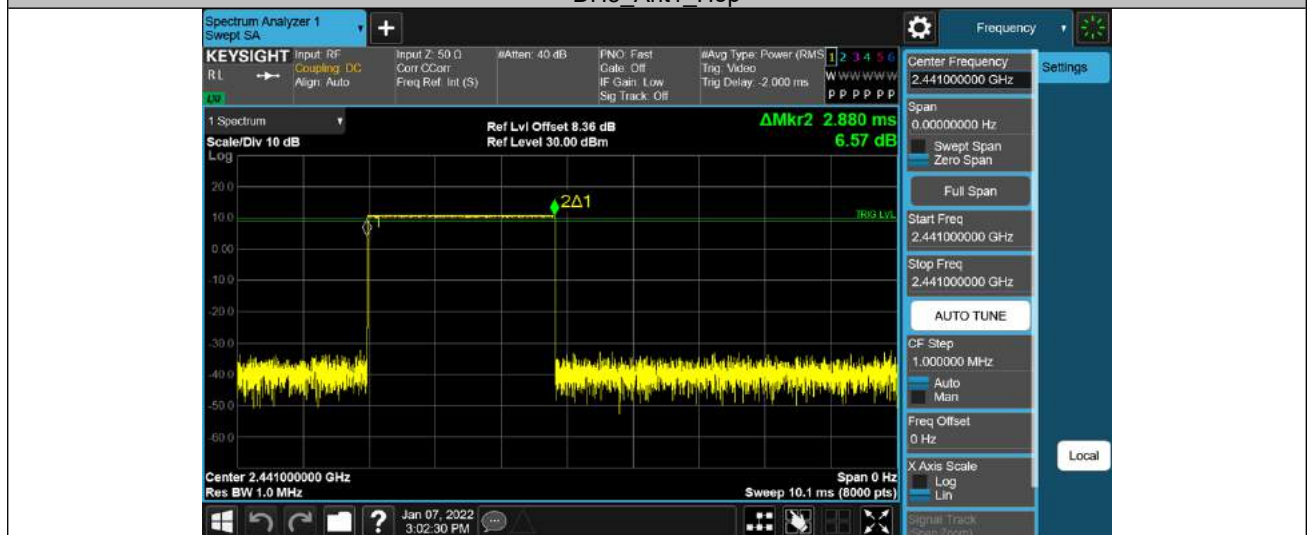 Spectrum Analyzer 1
Swept SA
+
Frequency
KEYSIGHT
RL
Input: RF
Coupling: DC
Align: Auto
Input Z: 50 Ω
Corr CCorr
Freq Ref: Int (S)
#Atten: 40 dB
PNO: Fast
Gate: Off
IF Gain: Low
Sig Track: Off
#Avg Type: Power (RMS
Trig: Video
Trig Delay: -2.000 ms
1 2 3 4 5 6
W W W W W W
P P P P P P
1 Spectrum
Scale/Div 10 dB
Log
Ref Lvl Offset 8.36 dB
Ref Level 30.00 dBm
ΔMkr2 2.880 ms
6.57 dB
20.0
10.0
0.00
-10.0
-20.0
-30.0
-40.0
-50.0
-60.0
2Δ1
1
TRIG LVL
Center 2.441000000 GHz
Res BW 1.0 MHz
Span 0 Hz
Sweep 10.1 ms (8000 pts)
Center Frequency
2.441000000 GHz
Settings
Span
0.00000000 Hz
Swept Span
Zero Span
Full Span
Start Freq
2.441000000 GHz
Stop Freq
2.441000000 GHz
AUTO TUNE
CF Step
1.000000 MHz
Auto
Man
Freq Offset
0 Hz
X Axis Scale
Log
Lin
Local
Signal Track
(Span Zoom)
?
Jan 07, 2022
3:02:30 PM